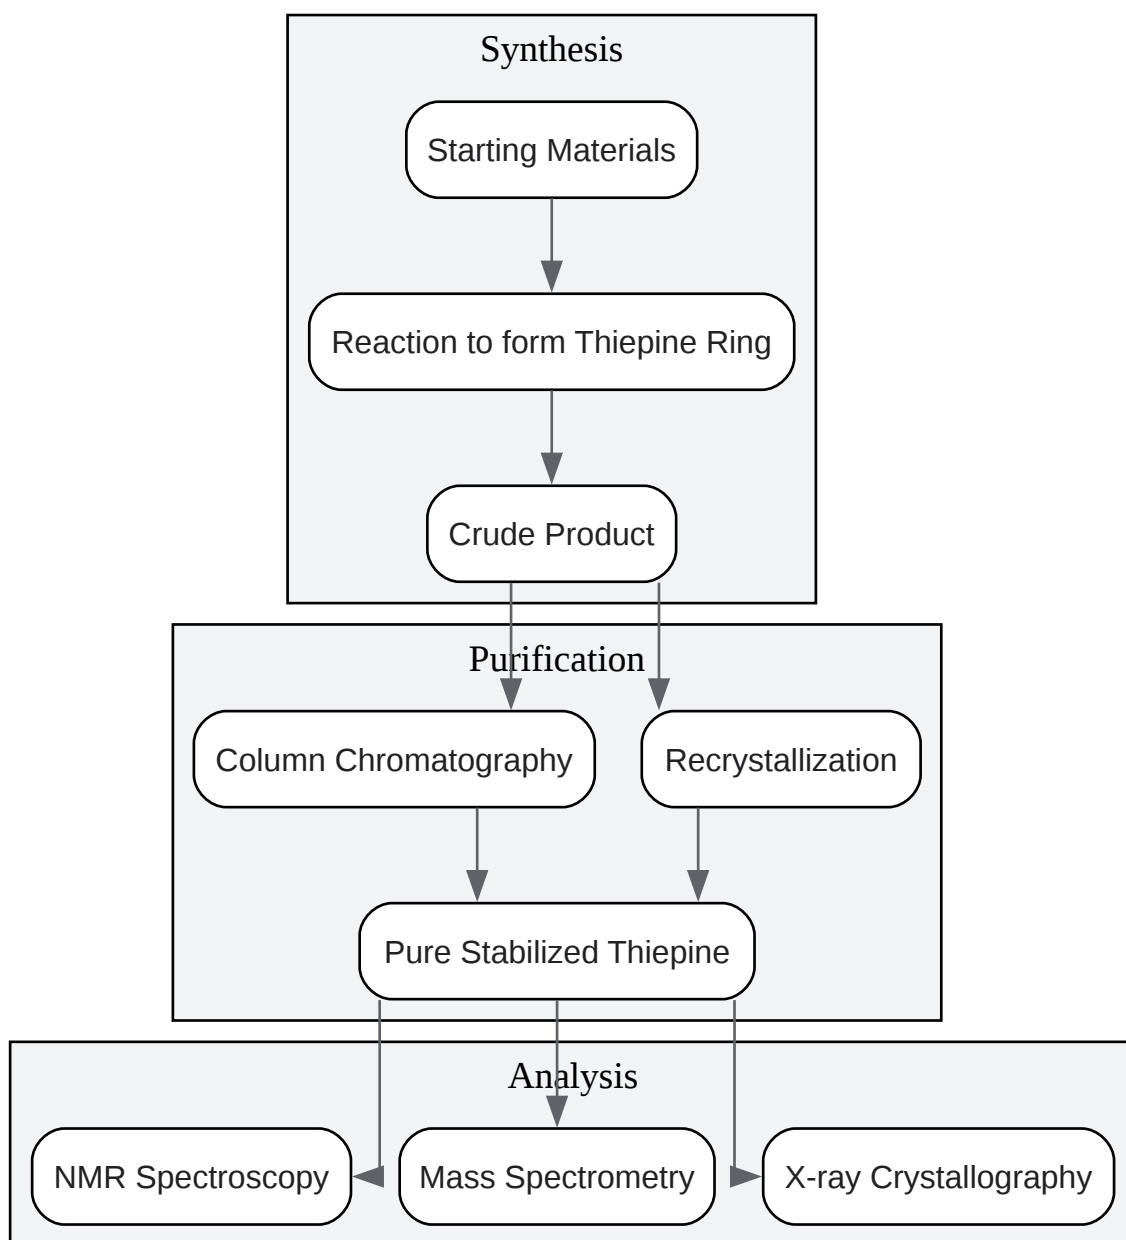 Synthesis
Starting Materials
Reaction to form Thiepine Ring
Crude Product
Purification
Column Chromatography
Recrystallization
Pure Stabilized Thiepine
Analysis
NMR Spectroscopy
Mass Spectrometry
X-ray Crystallography